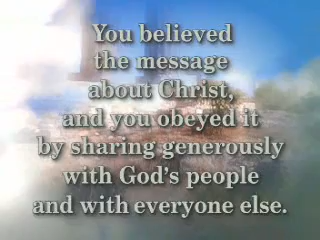 You believed
the message
about Christ,
and you obeyed it
by sharing generously
with God's people
and with everyone else.